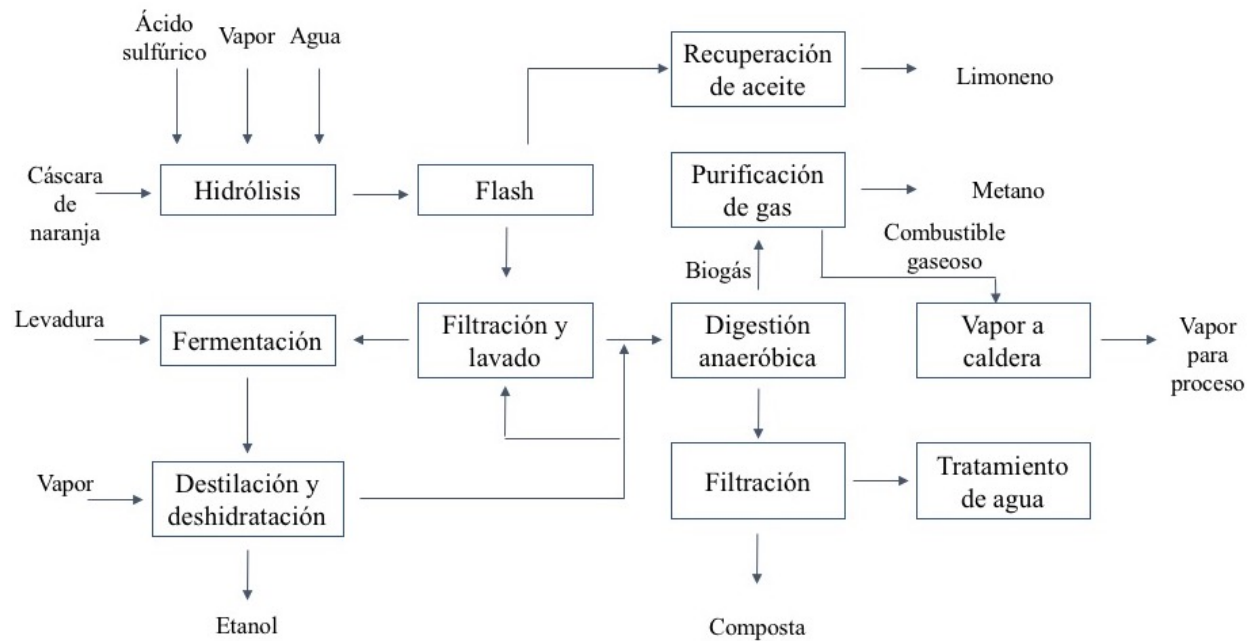 Ácido
sulfúrico
Vapor
Agua
Recuperación
de aceite
Limoneno
Cáscara
de
naranja
Hidrólisis
Flash
Purificación
de gas
Metano
Combustible
gaseoso
Biogás
Levadura
Fermentación
Filtración y
lavado
Digestión
anaeróbica
Vapor a
caldera
Vapor
para
proceso
Vapor
Destilación y
deshidratación
Filtración
Tratamiento
de agua
Etanol
Composta